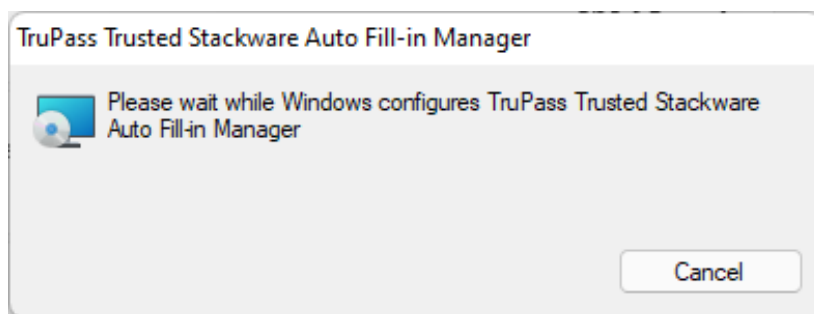 TruPass Trusted Stackware Auto Fill-in Manager
Please wait while Windows configures TruPass Trusted Stackware
Auto Fill-in Manager
Cancel